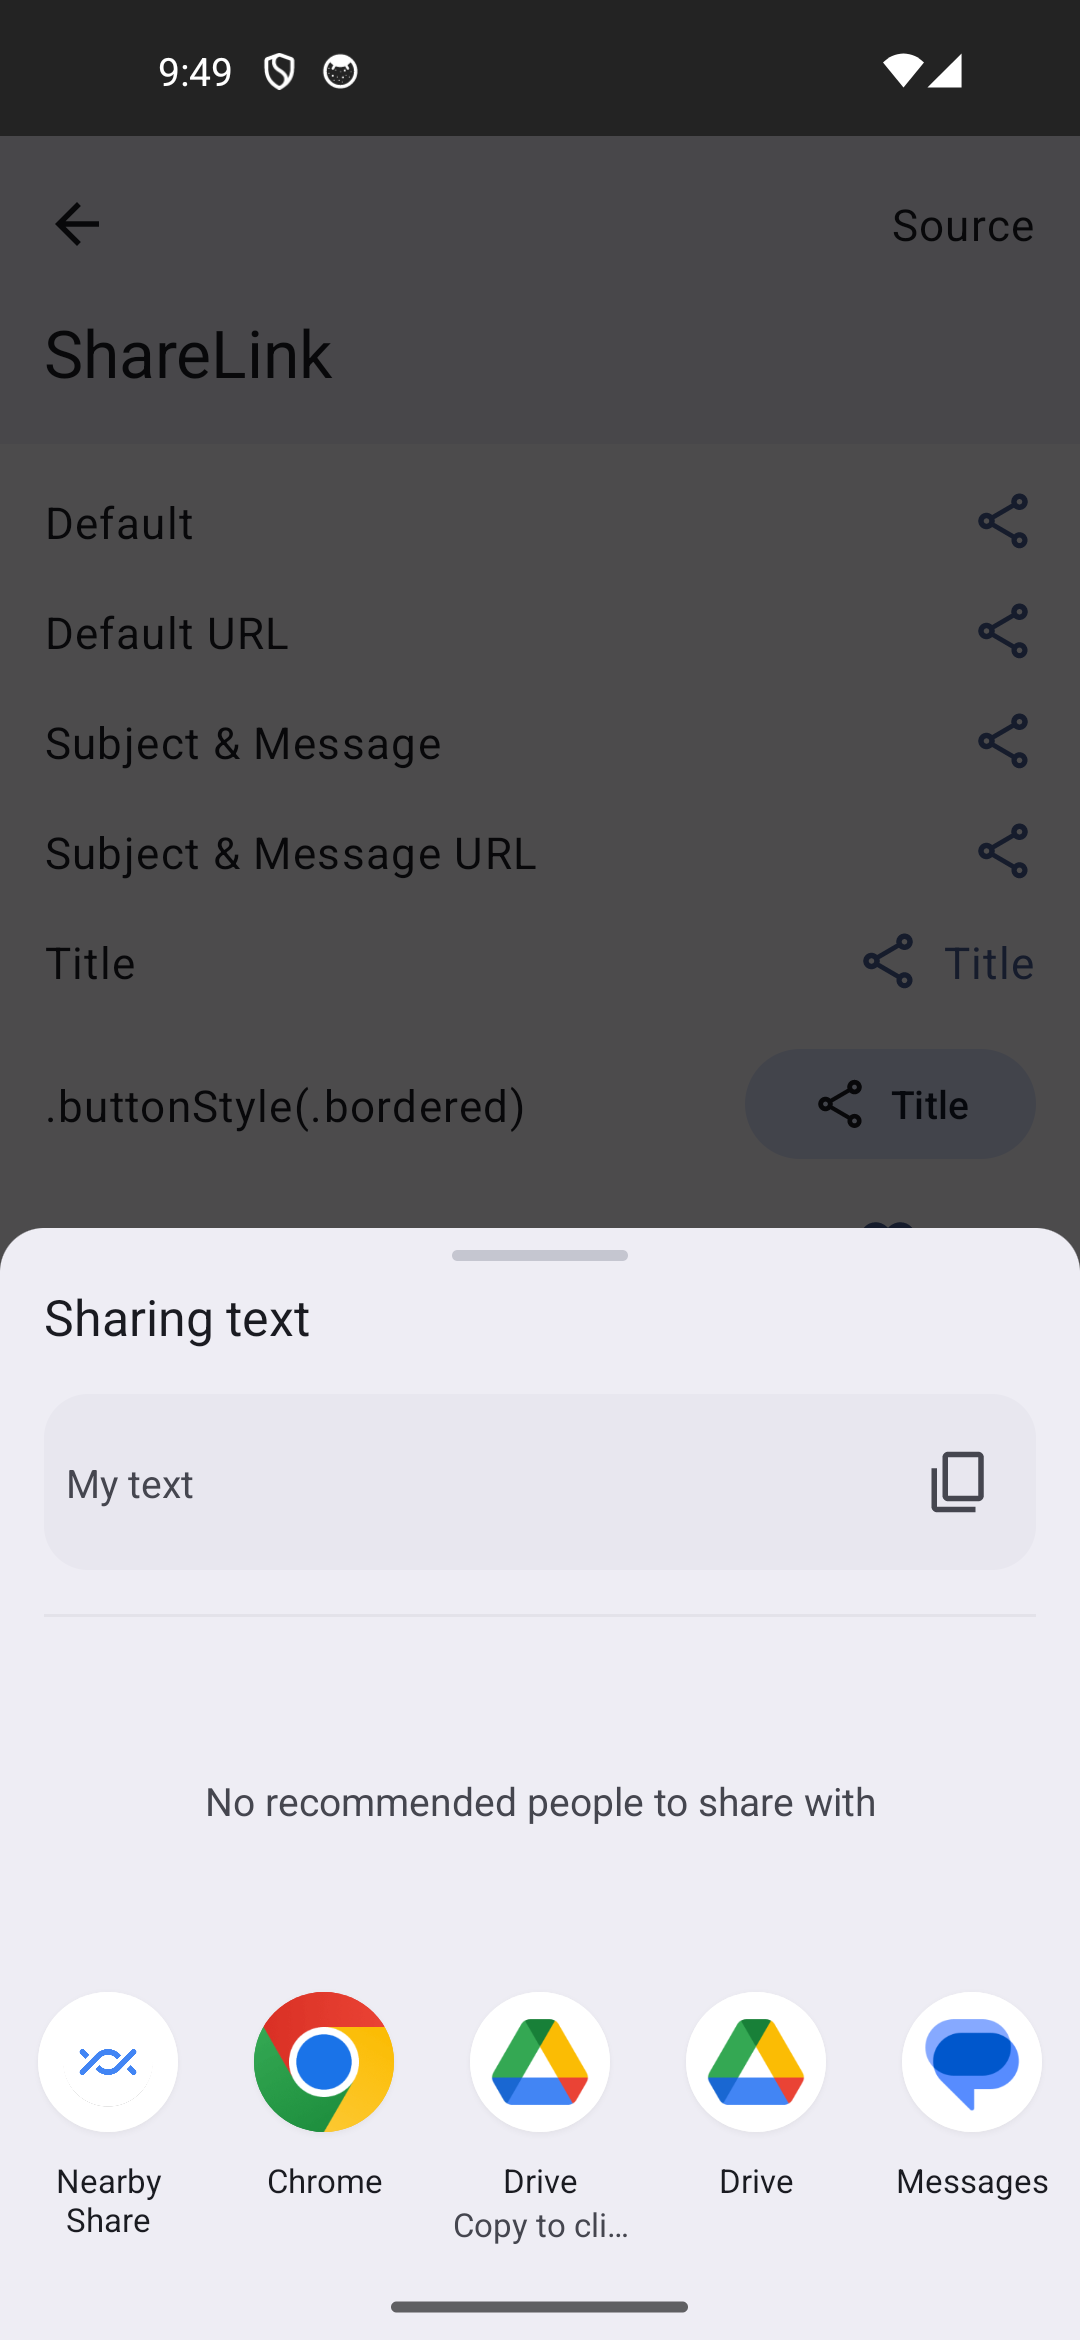 9:49
Source
ShareLink
Default
Default URL
Subject & Message
Subject & Message URL
Title Title
.buttonStyle(.bordered) Title
Sharing text
My text
No recommended people to share with
Nearby Share
Chrome
Drive
Copy to cli...
Drive
Messages